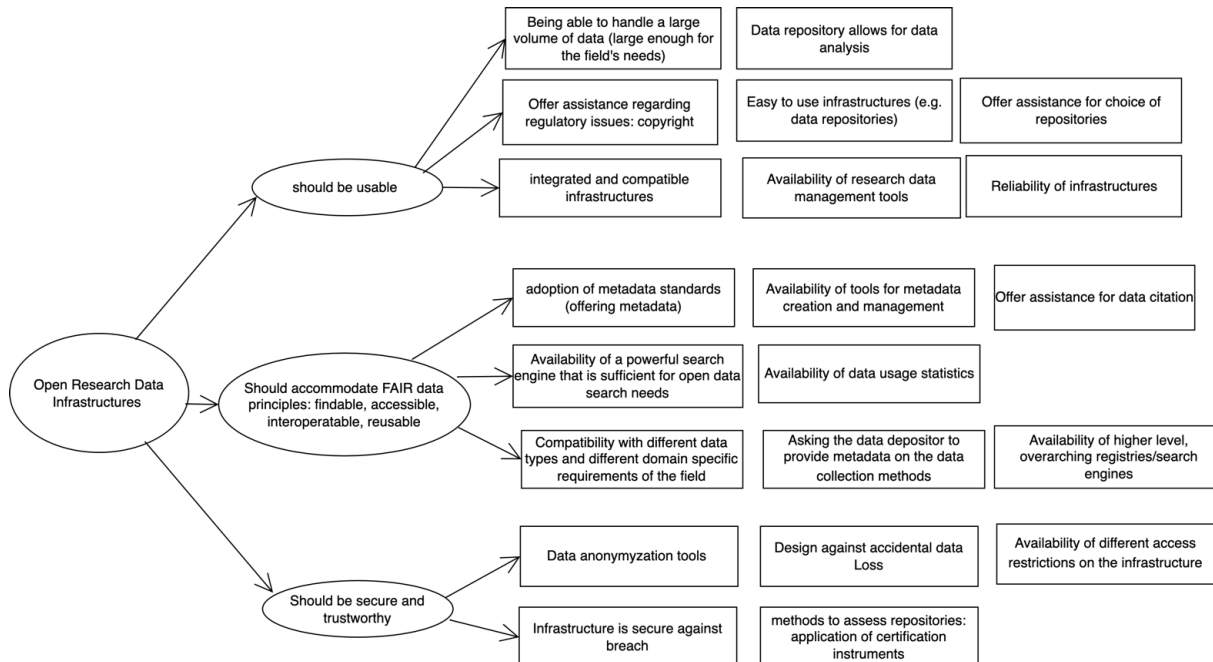 Being able to handle a large
volume of data (large enough for
the field's needs)
Data repository allows for data
analysis
Offer assistance regarding
regulatory issues: copyright
Easy to use infrastructures (e.g.
data repositories)
Offer assistance for choice of
repositories
should be usable
integrated and compatible
infrastructures
Availability of research data
management tools
Reliability of infrastructures
adoption of metadata standards
(offering metadata)
Availability of tools for metadata
creation and management
Offer assistance for data citation
Open Research Data
Infrastructures
Should accommodate FAIR data
principles: findable, accessible,
interoperatable, reusable
Availability of a powerful search
engine that is sufficient for open data
search needs
Availability of data usage statistics
Compatibility with different data
types and different domain specific
requirements of the field
Asking the data depositor to
provide metadata on the data
collection methods
Availability of higher level,
overarching registries/search
engines
Should be secure and
trustworthy
Data anonymyzation tools
Design against accidental data
Loss
Availability of different access
restrictions on the infrastructure
Infrastructure is secure against
breach
methods to assess repositories:
application of certification
instruments